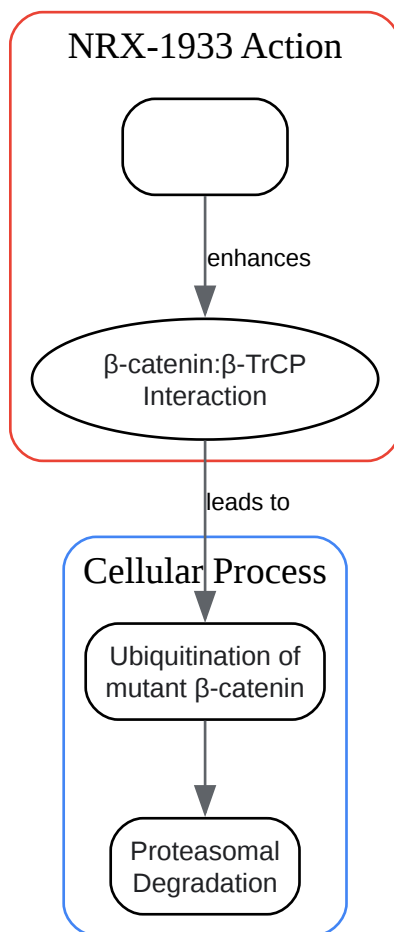 NRX-1933 Action
enhances
β-catenin:β-TrCP
Interaction
leads to
Cellular Process
Ubiquitination of
mutant β-catenin
Proteasomal
Degradation